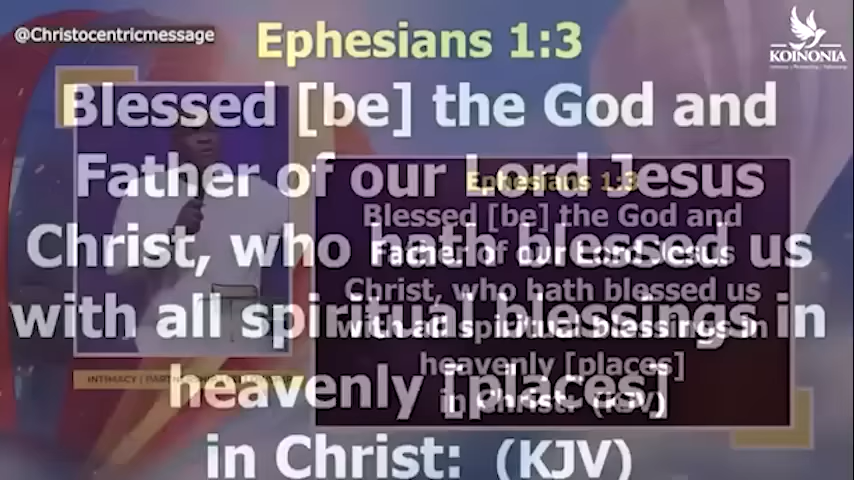 @Christocentricmessage
KOINONIA
Ephesians 1:3
Blessed [be] the God and
Father of our Lord Jesus
Christ, who hath blessed us
with all spiritual blessings in
heavenly [places]
in Christ: (KJV)
Ephesians 1:3
Blessed [be] the God and
Father of our Lord Jesus
Christ, who hath blessed us
with all spiritual blessings in
heavenly [places]
in Christ: (KJV)